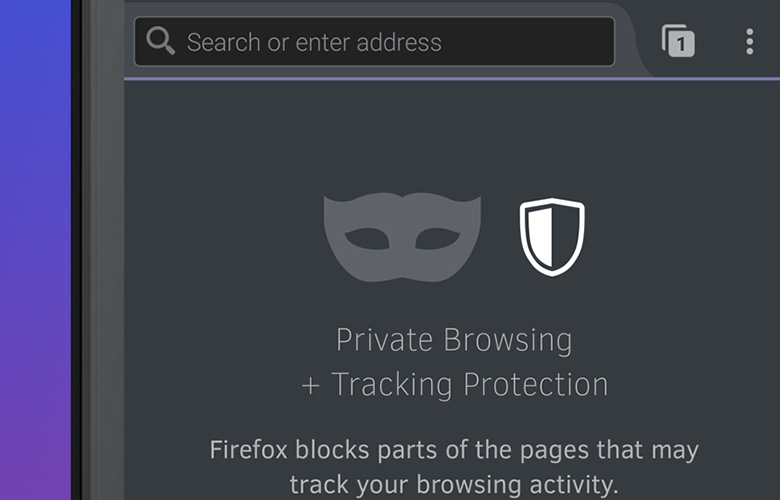 Search or enter address
1
Private Browsing
+ Tracking Protection
Firefox blocks parts of the pages that may
track your browsing activity.